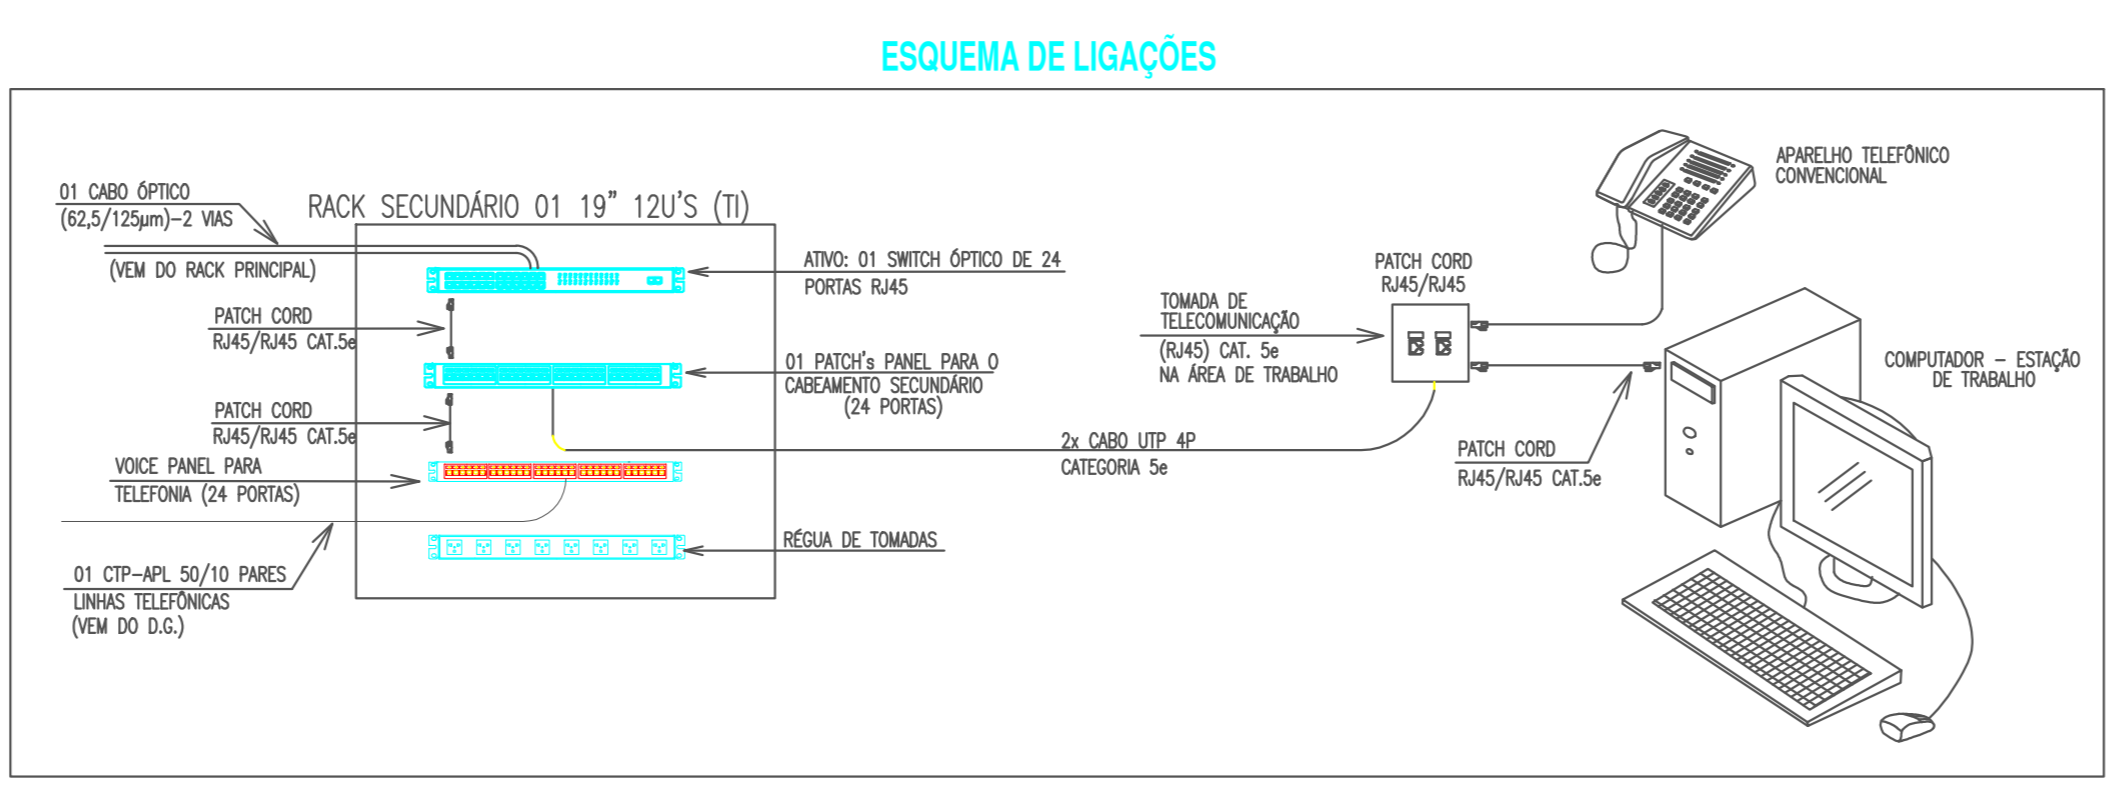 ESQUEMA DE LIGAÇÕES
01 CABO ÓPTICO
(62,5/125µm)-2 VIAS
(VEM DO RACK PRINCIPAL)
RACK SECUNDÁRIO 01 19" 12U'S (TI)
ATIVO: 01 SWITCH ÓPTICO DE 24
PORTAS RJ45
PATCH CORD
RJ45/RJ45 CAT.5e
01 PATCH's PANEL PARA O
CABEAMENTO SECUNDÁRIO
(24 PORTAS)
PATCH CORD
RJ45/RJ45 CAT.5e
VOICE PANEL PARA
TELEFONIA (24 PORTAS)
RÉGUA DE TOMADAS
01 CTP-APL 50/10 PARES
LINHAS TELEFÔNICAS
(VEM DO D.G.)
2x CABO UTP 4P
CATEGORIA 5e
TOMADA DE
TELECOMUNICAÇÃO
(RJ45) CAT. 5e
NA ÁREA DE TRABALHO
PATCH CORD
RJ45/RJ45
APARELHO TELEFÔNICO
CONVENCIONAL
COMPUTADOR - ESTAÇÃO
DE TRABALHO
PATCH CORD
RJ45/RJ45 CAT.5e